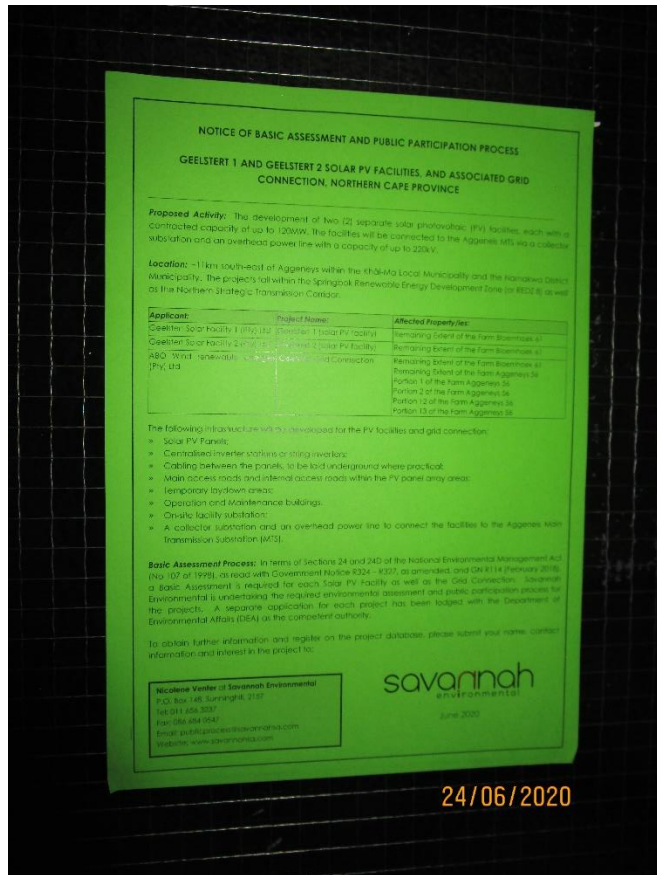 NOTICE OF BASIC ASSESSMENT AND PUBLIC PARTICIPATION PROCESS
GEELSTERT 1 AND GEELSTERT 2 SOLAR PV FACILITIES, AND ASSOCIATED GRID
CONNECTION, NORTHERN CAPE PROVINCE
Proposed Activity: The development of two (2) separate solar photovoltaic (PV) facilities, each with a
contracted capacity of up to 120MW. The facilities will be connected to the Aggeneis MTS via a collector
substation and an overhead power line with a capacity of up to 220kV.
Location: ~11km south-east of Aggeneys within the Khâi-Ma Local Municipality and the Namakwa District
Municipality. The projects fall within the Springbok Renewable Energy Development Zone (or REDZ 8) as well
as the Northern Strategic Transmission Corridor.
Applicant: Project Name: Affected Property/ies:
Geelstert Solar Facility 1 (Pty) Ltd Geelstert 1 (solar PV facility) Remaining Extent of the Farm Bloemhoek 61
Geelstert Solar Facility 2 (Pty) Ltd Geelstert 2 (solar PV facility) Remaining Extent of the Farm Bloemhoek 61
ABO Wind renewable Grid Connection Remaining Extent of the Farm Bloemhoek 61
(Pty) Ltd Remaining Extent of the Farm Aggeneys 56
Portion 1 of the Farm Aggeneys 56
Portion 2 of the Farm Aggeneys 56
Portion 12 of the Farm Aggeneys 56
Portion 13 of the Farm Aggeneys 56
The following infrastructure will be developed for the PV facilities and grid connection:
» Solar PV Panels;
» Centralised inverter stations or string inverters;
» Cabling between the panels, to be laid underground where practical;
» Main access roads and internal access roads within the PV panel array areas;
» Temporary laydown areas;
» Operation and Maintenance buildings;
» On-site facility substation;
» A collector substation and an overhead power line to connect the facilities to the Aggeneis Main
Transmission Substation (MTS).
Basic Assessment Process: In terms of Sections 24 and 24D of the National Environmental Management Act
(No 107 of 1998), as read with Government Notice R324 – R327, as amended, and GN R114 (February 2018),
a Basic Assessment is required for each Solar PV Facility as well as the Grid Connection. Savannah
Environmental is undertaking the required environmental assessment and public participation process for
the projects. A separate application for each project has been lodged with the Department of
Environmental Affairs (DEA) as the competent authority.
To obtain further information and register on the project database, please submit your name, contact
information and interest in the project to:
Nicolene Venter at Savannah Environmental
P.O. Box 148, Sunninghill, 2157
Tel: 011 656 3237
Fax: 086 684 0547
Email: publicprocess@savannahsa.com
Website: www.savannahsa.com
savannah
environmental
June 2020
24/06/2020